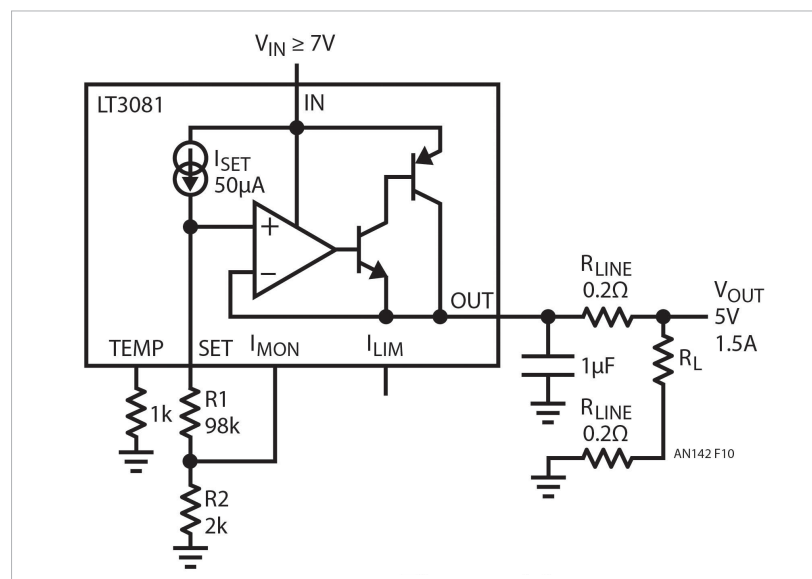 V_IN ≥ 7V
LT3081
IN
I_SET
50µA
+
−
OUT
R_LINE
0.2Ω
V_OUT
5V
1.5A
TEMP
SET
I_MON
I_LIM
1µF
R_L
1k
R1
98k
R_LINE
0.2Ω
AN142 F10
R2
2k